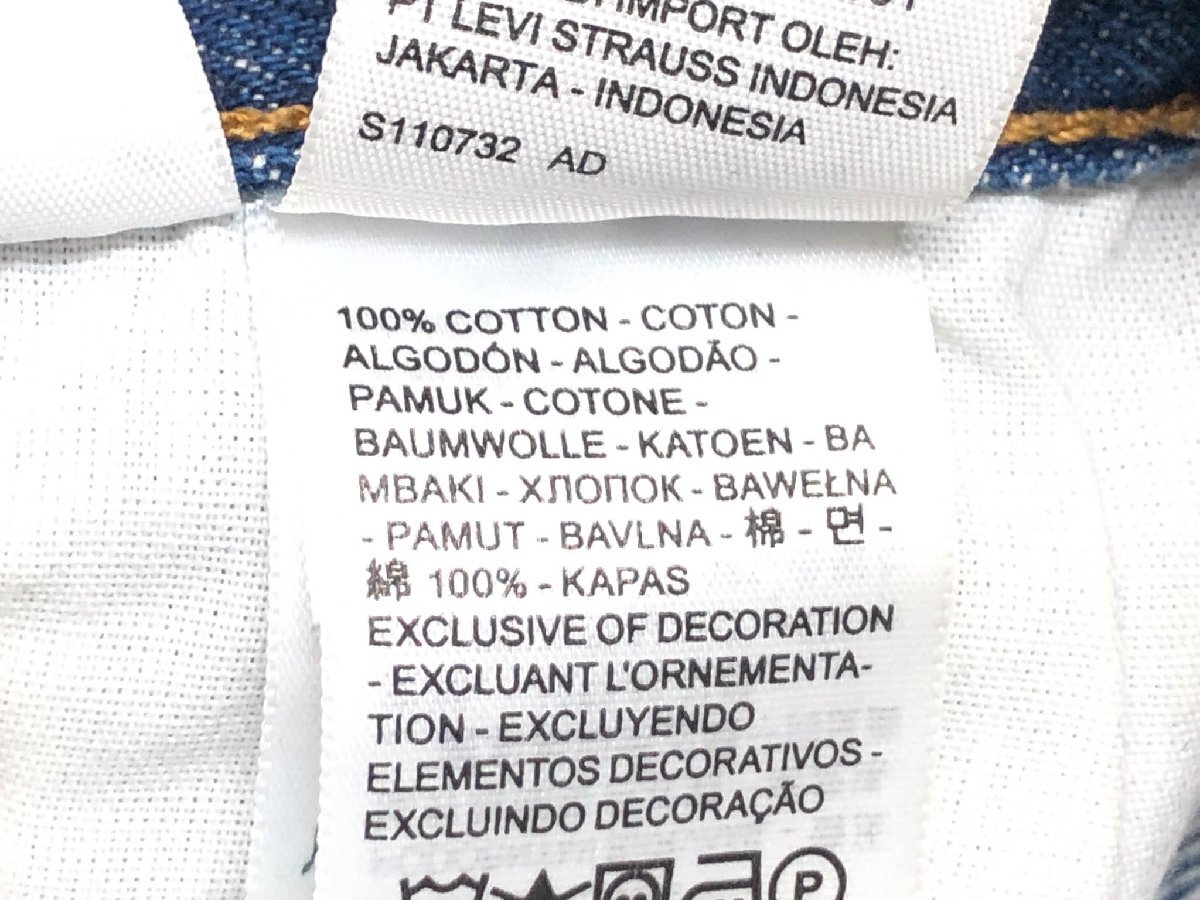 OLEH:
PT LEVI STRAUSS INDONESIA
JAKARTA - INDONESIA
S110732 AD
100% COTTON - COTON -
ALGODÓN - ALGODÃO -
PAMUK - COTONE -
BAUMWOLLE - KATOEN - BA
MBAKI - ХЛОПОК - BAWEŁNA
- PAMUT - BAVLNA - 棉 - 면 -
綿 100% - KAPAS
EXCLUSIVE OF DECORATION
- EXCLUANT L'ORNEMENTA-
TION - EXCLUYENDO
ELEMENTOS DECORATIVOS -
EXCLUINDO DECORAÇÃO
P